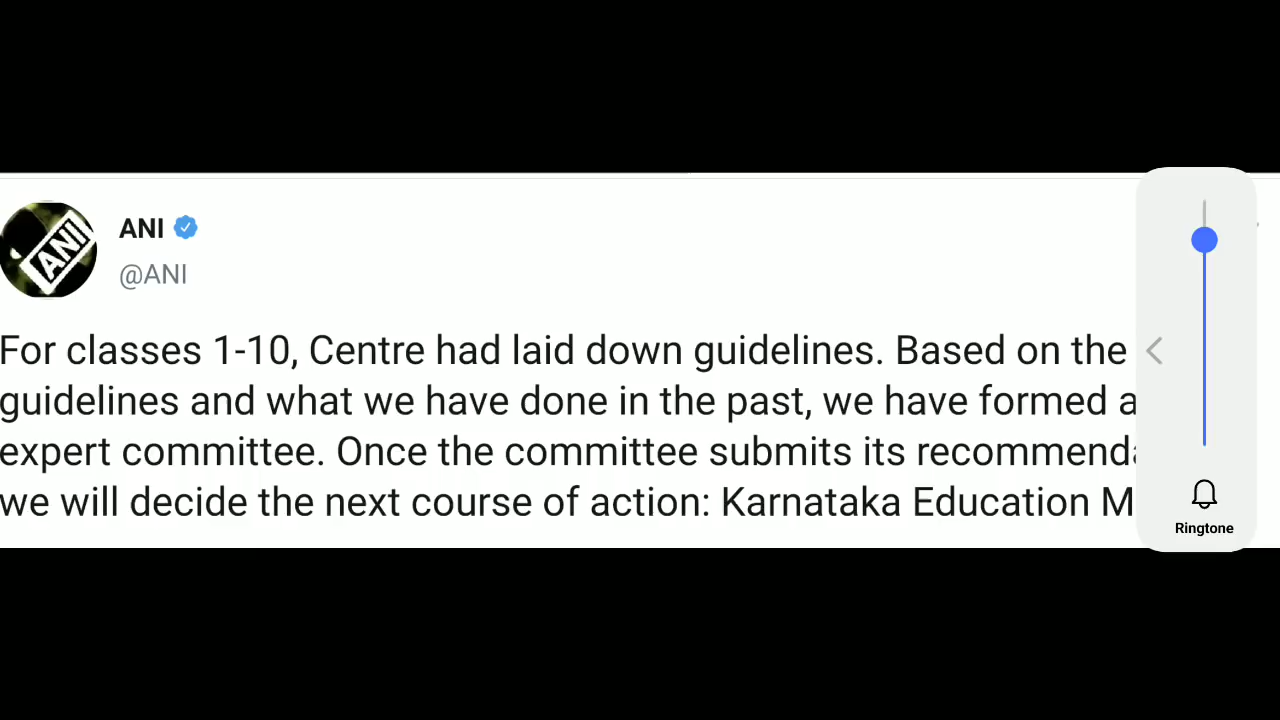 ANI
ANI
@ANI
For classes 1-10, Centre had laid down guidelines. Based on the
guidelines and what we have done in the past, we have formed a
expert committee. Once the committee submits its recommend
we will decide the next course of action: Karnataka Education M
Ringtone